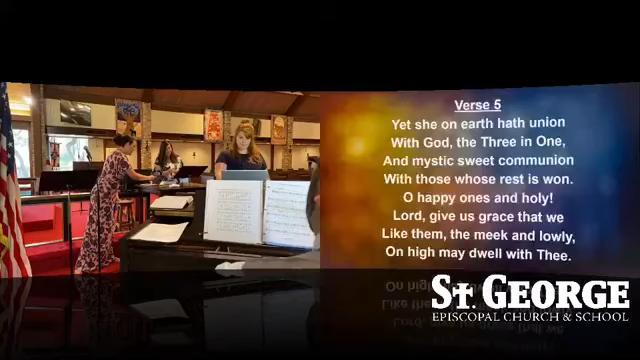 Verse 5
Yet she on earth hath union
With God, the Three in One,
And mystic sweet communion
With those whose rest is won.
O happy ones and holy!
Lord, give us grace that we
Like them, the meek and lowly,
On high may dwell with Thee.
ST. GEORGE
EPISCOPAL CHURCH & SCHOOL